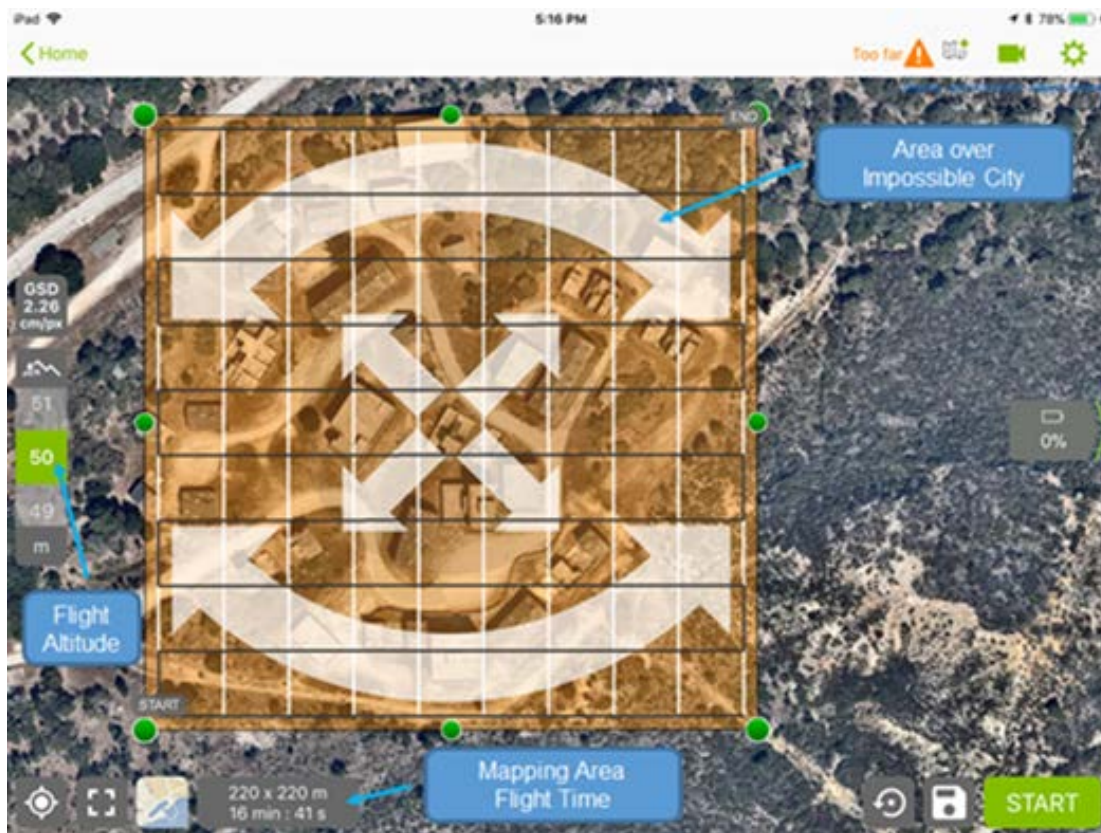 iPad
5:16 PM
78%
Home
Too far
END
Area over
Impossible City
GSD
2.26
cm/px
51
50
49
m
0%
Flight
Altitude
START
Mapping Area
Flight Time
220 x 220 m
16 min : 41 s
START